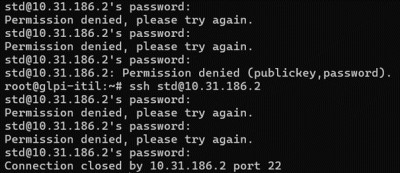 std@10.31.186.2's password:
Permission denied, please try again.
std@10.31.186.2's password:
Permission denied, please try again.
std@10.31.186.2's password:
std@10.31.186.2: Permission denied (publickey,password).
root@glpi-itil:~# ssh std@10.31.186.2
std@10.31.186.2's password:
Permission denied, please try again.
std@10.31.186.2's password:
Permission denied, please try again.
std@10.31.186.2's password:
Connection closed by 10.31.186.2 port 22